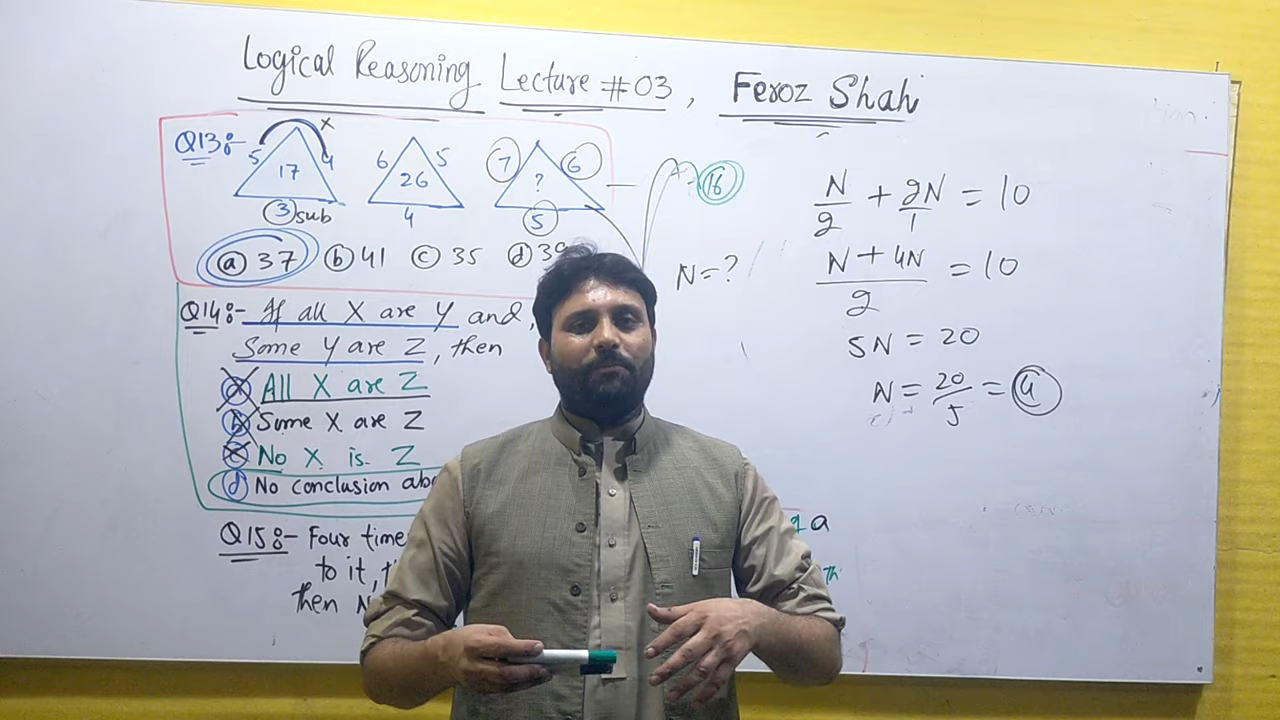 Logical Reasoning Lecture #03, Feroz Shah
Q13:-
5 17 4 x
3 sub
6 26 5
4
7 ? 6
5
16
(a) 37 (b) 41 (c) 35 (d) 39
N=?
Q14:- If all X are Y and,
Some Y are Z, then
(a) All X are Z
(b) Some X are Z
(c) No X is Z
(d) No conclusion abo
Q15:- Four time
to it, t
then N
g a
th
N/2 + 2N/1 = 10
N + 4N / 2 = 10
5N = 20
N = 20/5 = 4